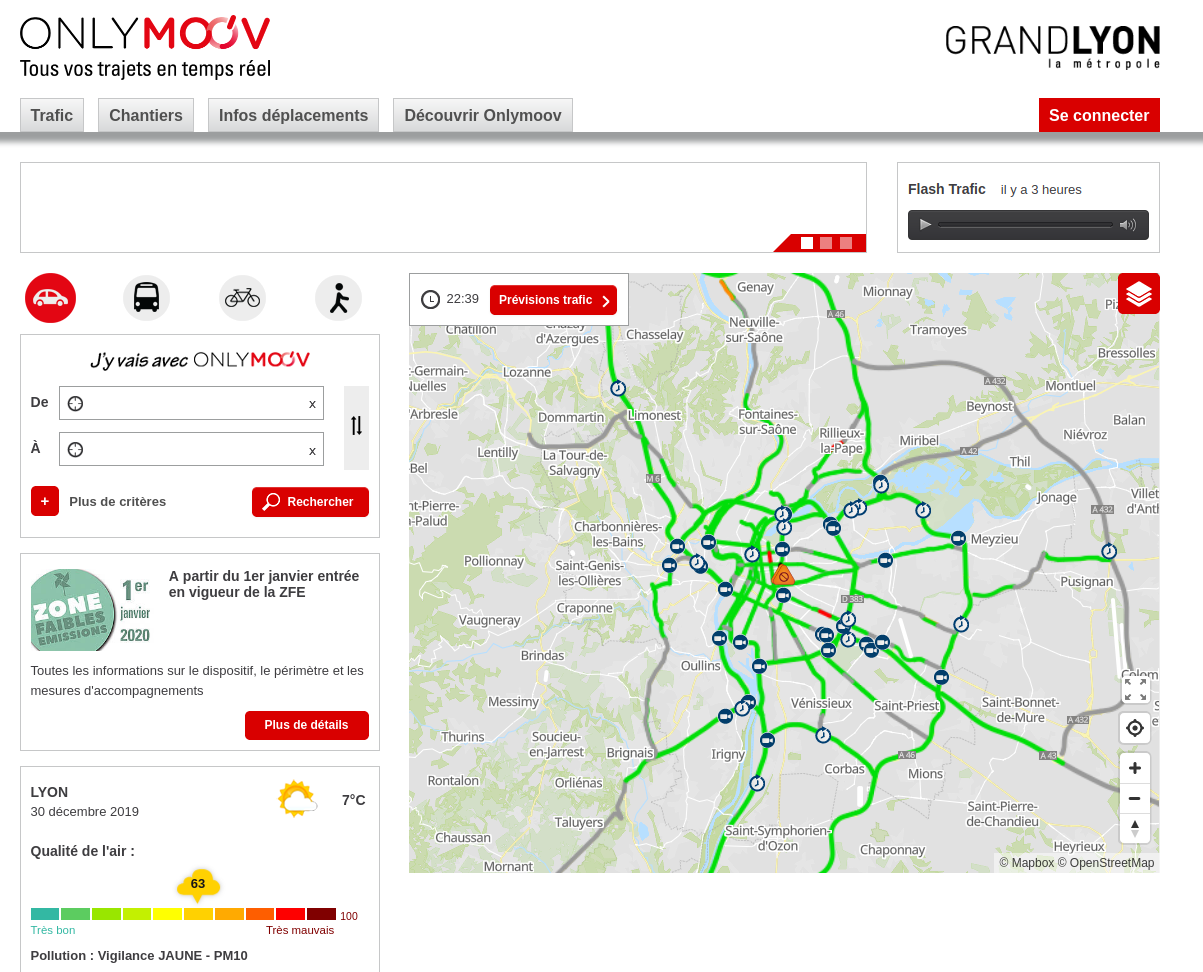 ONLYMOOV
Tous vos trajets en temps réel
GRANDLYON
la métropole
Trafic
Chantiers
Infos déplacements
Découvrir Onlymoov
Se connecter
Flash Trafic il y a 3 heures
J'y vais avec ONLYMOOV
De
x
À
x
+ Plus de critères
Rechercher
ZONE
FAIBLES
EMISSIONS
1er
janvier
2020
A partir du 1er janvier entrée
en vigueur de la ZFE
Toutes les informations sur le dispositif, le périmètre et les
mesures d'accompagnements
Plus de détails
LYON
30 décembre 2019
7°C
Qualité de l'air :
63
100
Très bon
Très mauvais
Pollution : Vigilance JAUNE - PM10
22:39
Prévisions trafic
Genay
Mionnay
A 46
Neuville-
sur-Saône
Tramoyes
Chatillon
d'Azergues
Chasselay
Bressolles
-Germain-
Nuelles
Lozanne
A 432
Montluel
Arbresle
Dommartin
Limonest
Fontaines-
sur-Saône
Beynost
Balan
Rillieux-
la-Pape
Miribel
Niévroz
Lentilly
La Tour-de-
Salvagny
A 42
Thil
Bel
M 6
Jonage
Villet
d'Anth
nt-Pierre-
a-Palud
A 432
Charbonnières-
les-Bains
Meyzieu
Pollionnay
Saint-Genis-
les-Ollières
Pusignan
Craponne
D 383
Vaugneray
Brindas
Oullins
Colom
Messimy
Vénissieux
Saint-Priest
Saint-Bonnet-
de-Mure
A 432
Thurins
Soucieu-
en-Jarrest
Brignais
Irigny
A 46
A 43
Corbas
Mions
Rontalon
Orliénas
Saint-Pierre-
de-Chandieu
Taluyers
Saint-Symphorien-
d'Ozon
Chaussan
Chaponnay
Heyrieux
Mornant
© Mapbox © OpenStreetMap